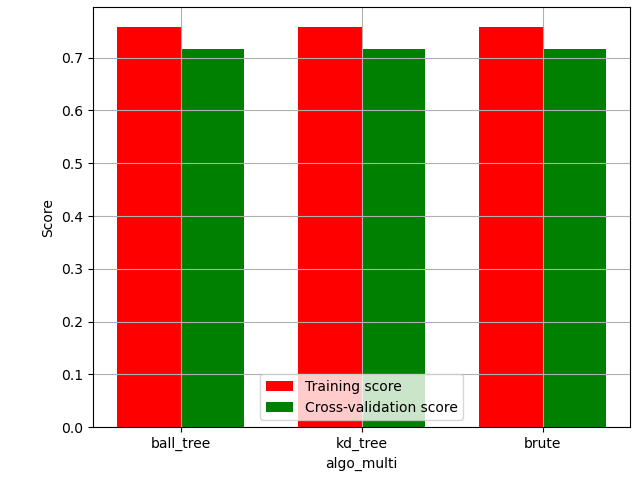 0.7
0.6
0.5
0.4
0.3
0.2
0.1
0.0
Score
Training score
Cross-validation score
ball_tree kd_tree brute
algo_multi